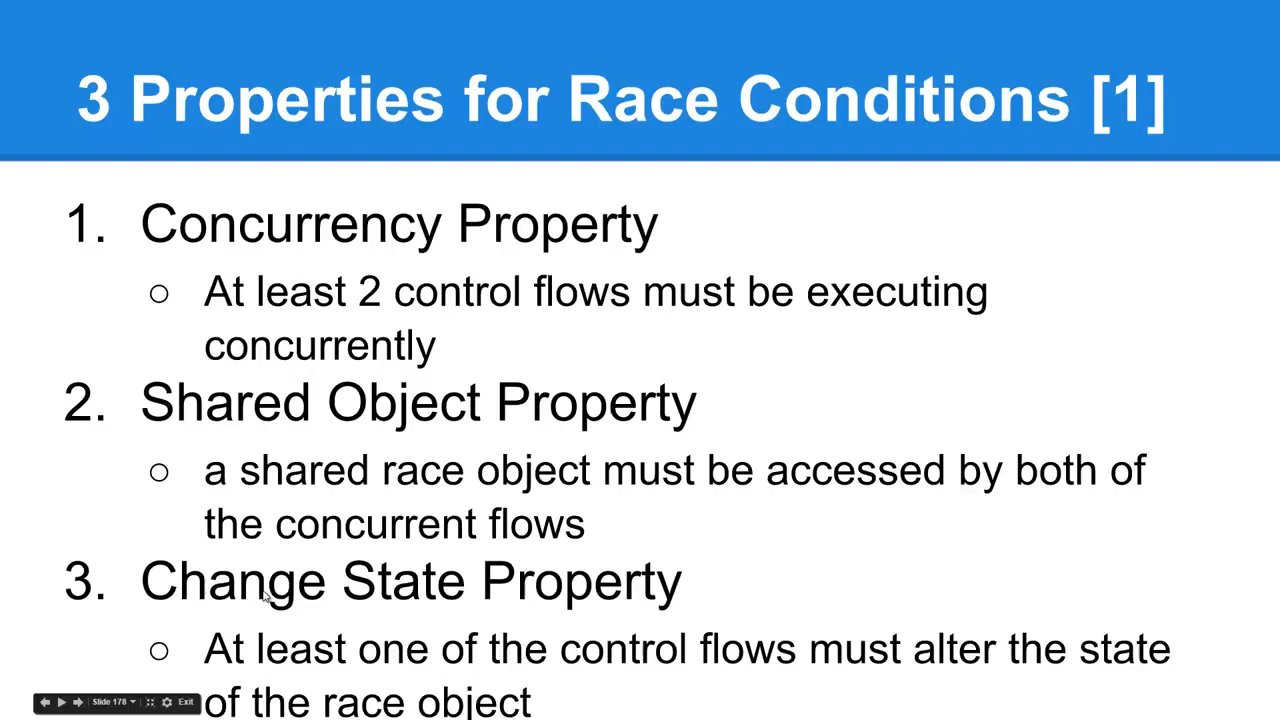 3 Properties for Race Conditions [1]
1. Concurrency Property
○ At least 2 control flows must be executing
concurrently
2. Shared Object Property
○ a shared race object must be accessed by both of
the concurrent flows
3. Change State Property
○ At least one of the control flows must alter the state
of the race object
Slide 178 Exit